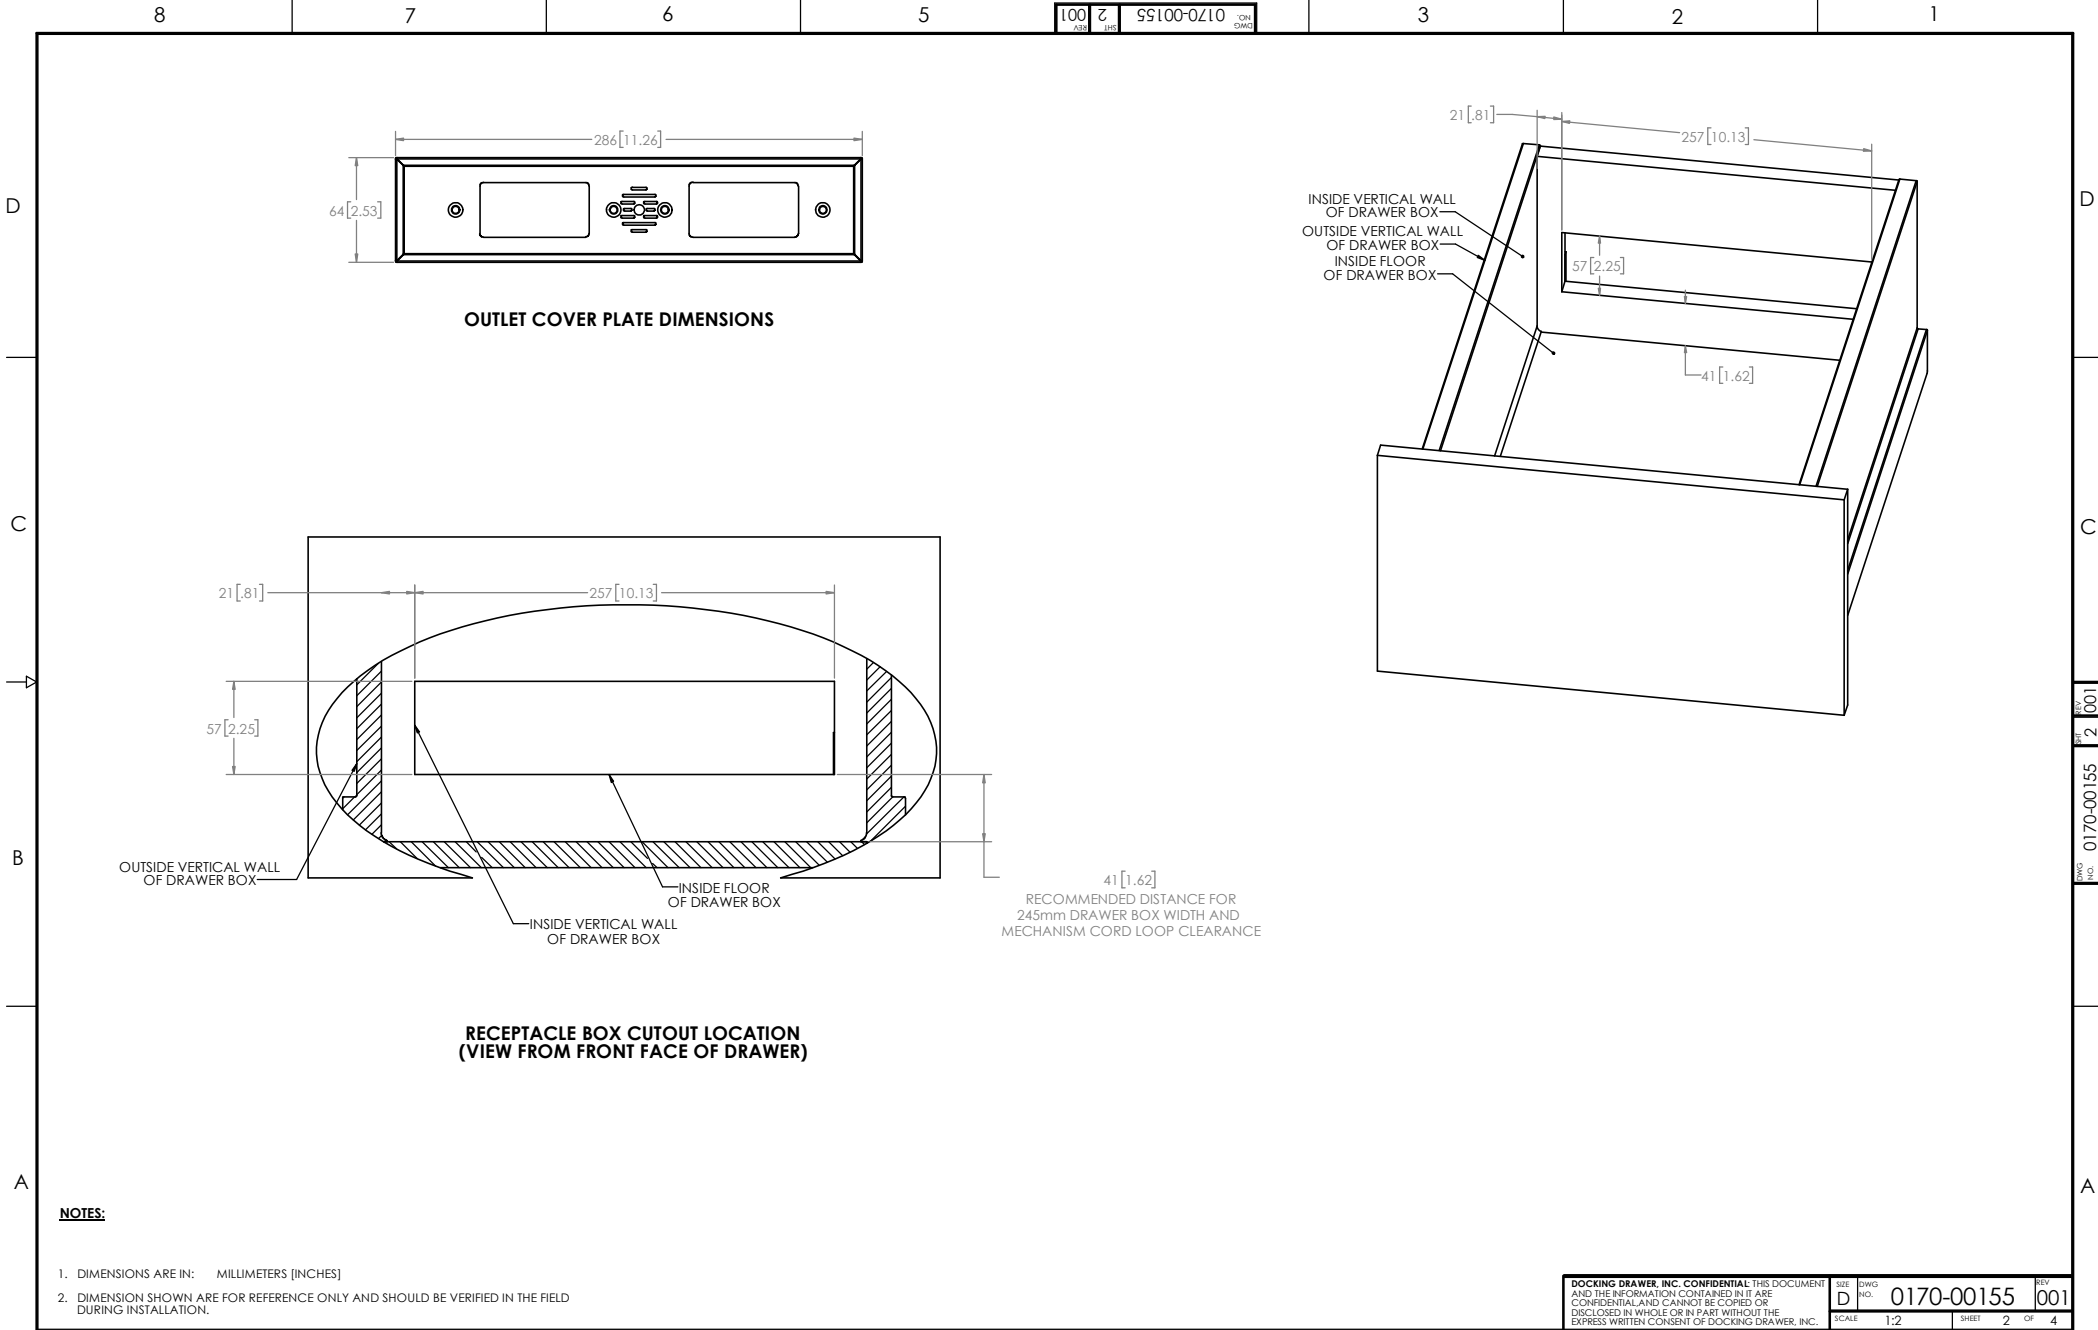 8
7
6
5
3
2
1
DWG NO. 0170-00155
SHT 2
REV 001
D
C
B
A
D
C
A
286[11.26]
64[2.53]
OUTLET COVER PLATE DIMENSIONS
21[.81]
257[10.13]
INSIDE VERTICAL WALL
OF DRAWER BOX
OUTSIDE VERTICAL WALL
OF DRAWER BOX
INSIDE FLOOR
OF DRAWER BOX
57[2.25]
41[1.62]
21[.81]
257[10.13]
57[2.25]
OUTSIDE VERTICAL WALL
OF DRAWER BOX
INSIDE FLOOR
OF DRAWER BOX
INSIDE VERTICAL WALL
OF DRAWER BOX
41[1.62]
RECOMMENDED DISTANCE FOR
245mm DRAWER BOX WIDTH AND
MECHANISM CORD LOOP CLEARANCE
RECEPTACLE BOX CUTOUT LOCATION
(VIEW FROM FRONT FACE OF DRAWER)
DWG NO. 0170-00155
SHT 2
REV 001
NOTES:
1. DIMENSIONS ARE IN: MILLIMETERS [INCHES]
2. DIMENSION SHOWN ARE FOR REFERENCE ONLY AND SHOULD BE VERIFIED IN THE FIELD
DURING INSTALLATION.
DOCKING DRAWER, INC. CONFIDENTIAL: THIS DOCUMENT
AND THE INFORMATION CONTAINED IN IT ARE
CONFIDENTIAL,AND CANNOT BE COPIED OR
DISCLOSED IN WHOLE OR IN PART WITHOUT THE
EXPRESS WRITTEN CONSENT OF DOCKING DRAWER, INC.
SIZE D
DWG NO. 0170-00155
REV 001
SCALE 1:2
SHEET 2 OF 4